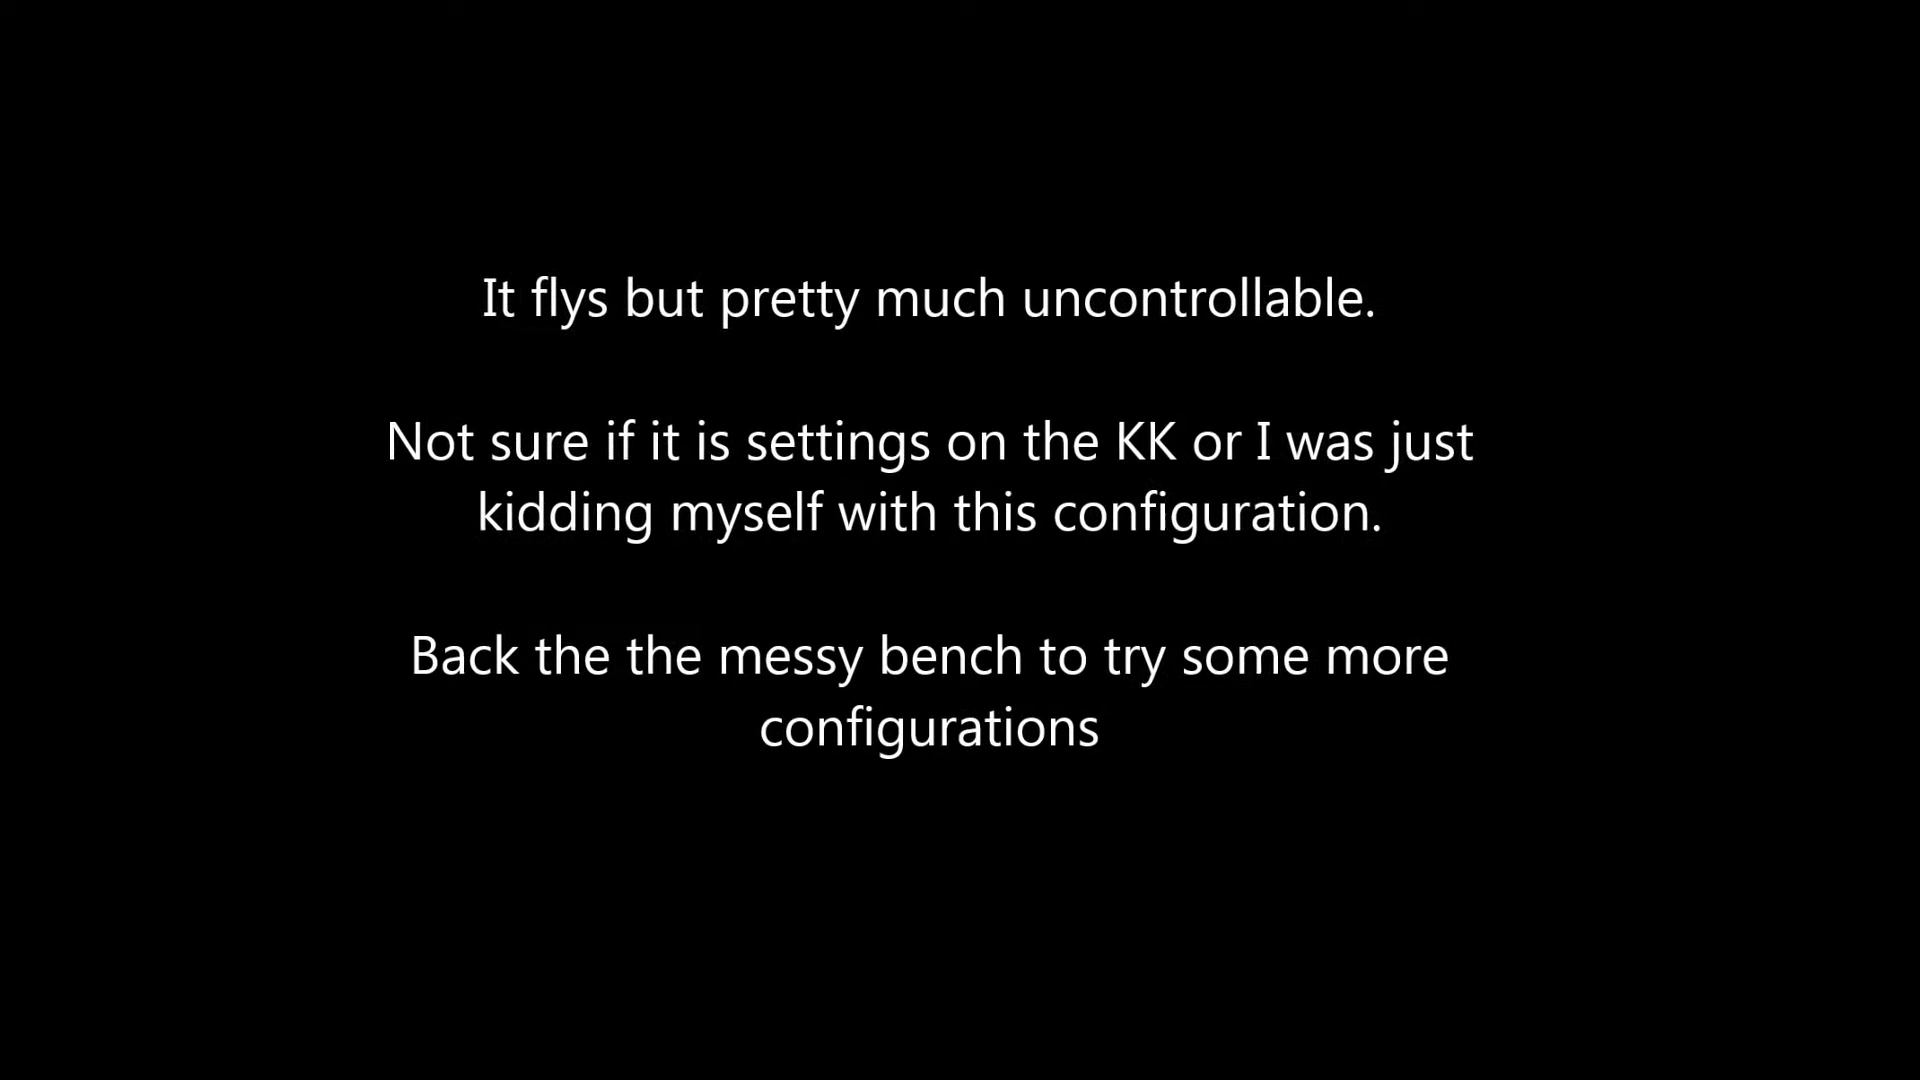 It flys but pretty much uncontrollable.
Not sure if it is settings on the KK or I was just
kidding myself with this configuration.
Back the the messy bench to try some more
configurations